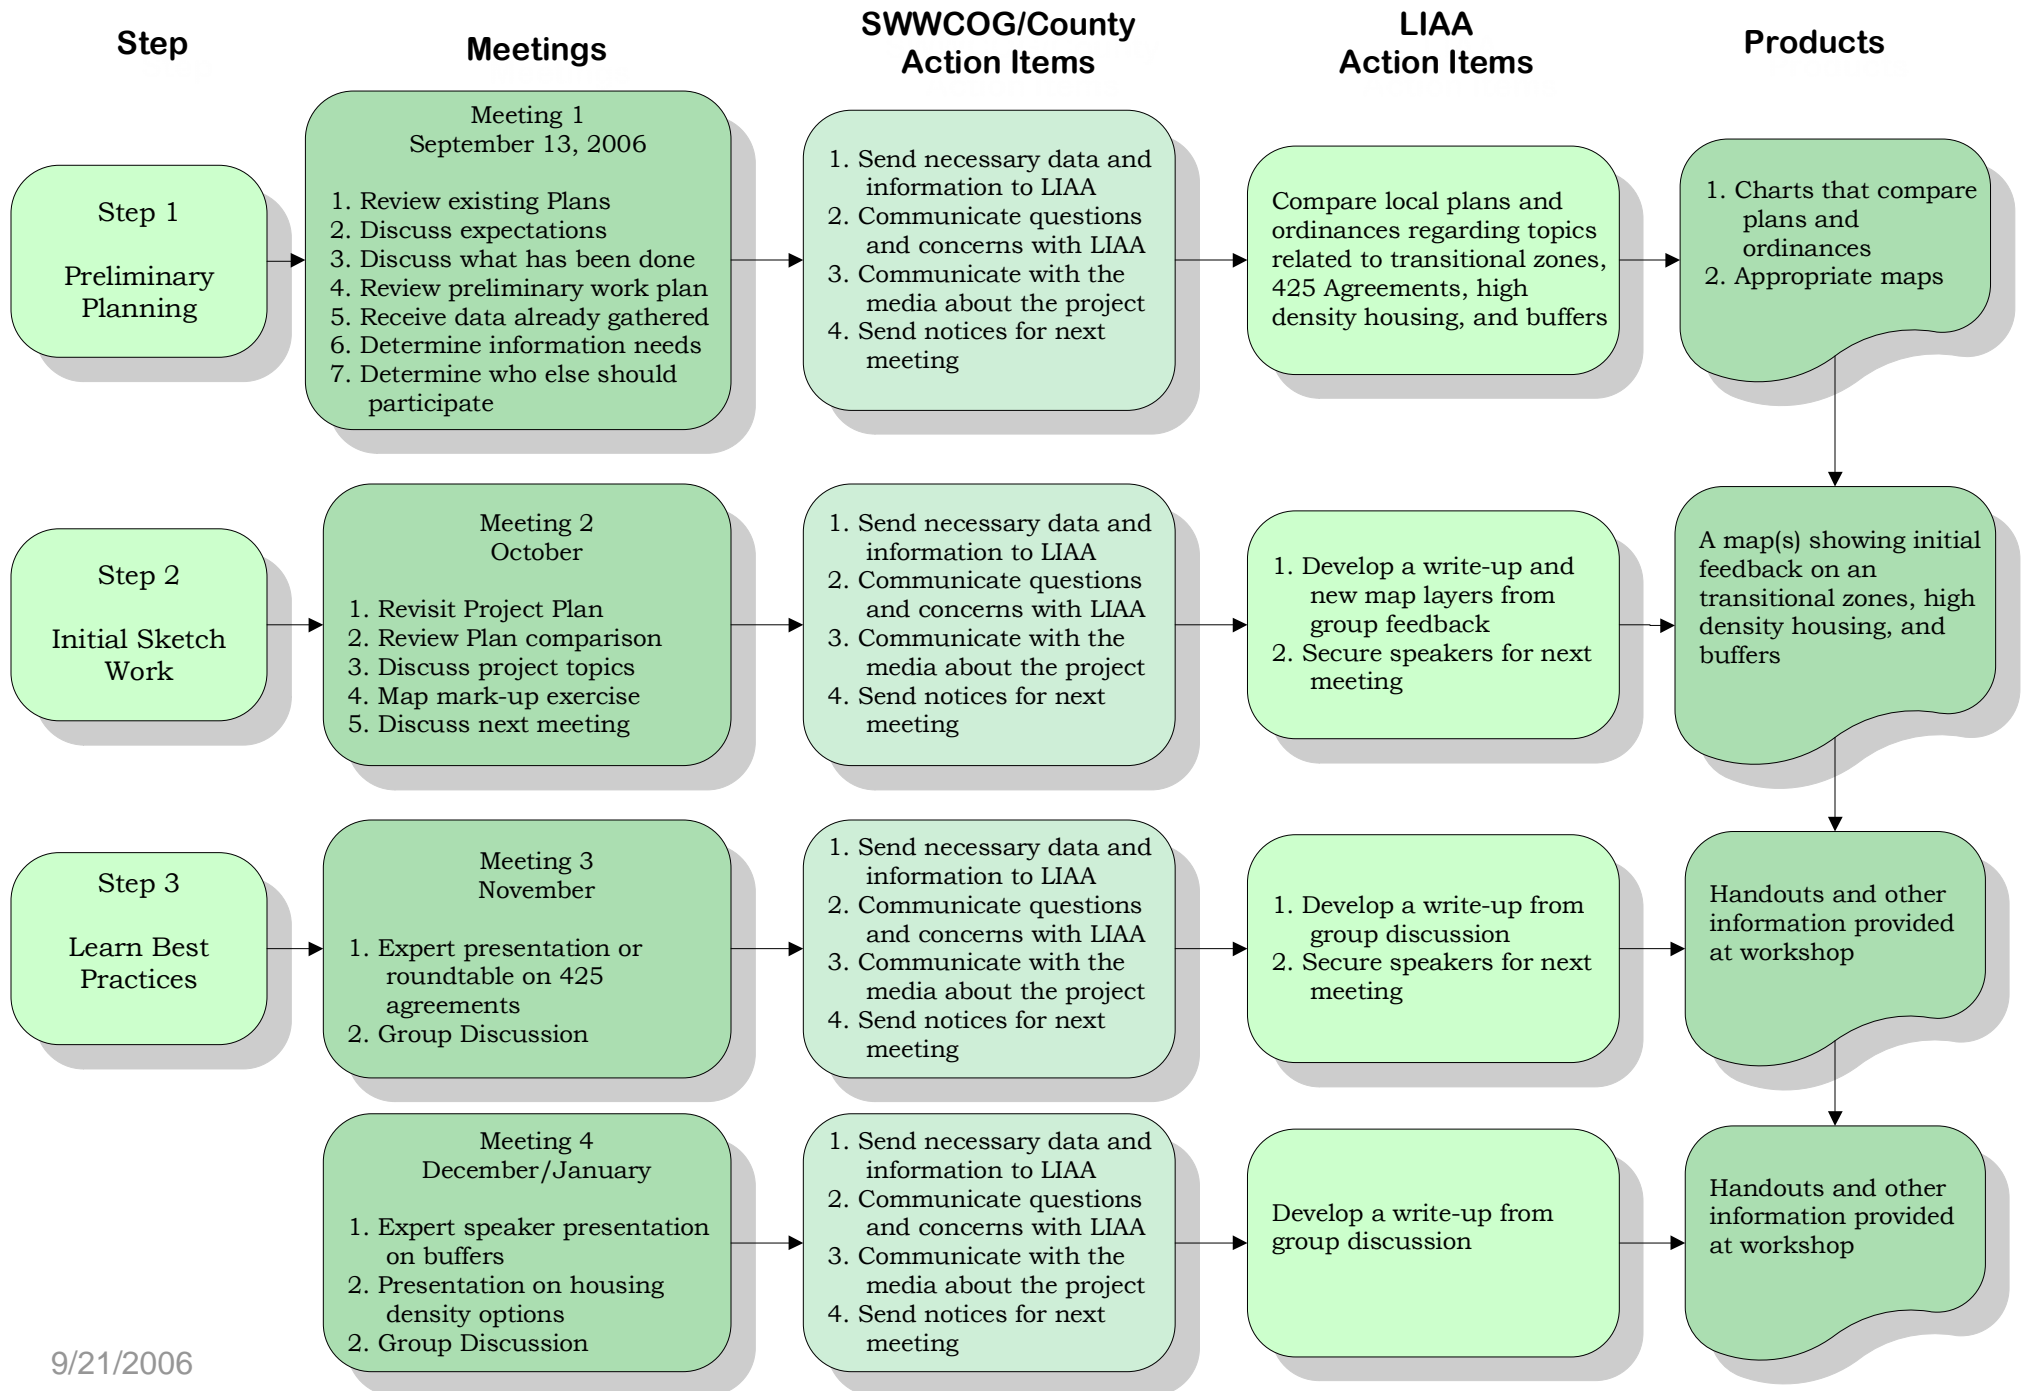 Step
Meetings
SWWCOG/County
Action Items
LIAA
Action Items
Products
Step 1
Preliminary
Planning
Meeting 1
September 13, 2006
1. Review existing Plans
2. Discuss expectations
3. Discuss what has been done
4. Review preliminary work plan
5. Receive data already gathered
6. Determine information needs
7. Determine who else should
participate
1. Send necessary data and
information to LIAA
2. Communicate questions
and concerns with LIAA
3. Communicate with the
media about the project
4. Send notices for next
meeting
Compare local plans and
ordinances regarding topics
related to transitional zones,
425 Agreements, high
density housing, and buffers
1. Charts that compare
plans and
ordinances
2. Appropriate maps
Step 2
Initial Sketch
Work
Meeting 2
October
1. Revisit Project Plan
2. Review Plan comparison
3. Discuss project topics
4. Map mark-up exercise
5. Discuss next meeting
1. Send necessary data and
information to LIAA
2. Communicate questions
and concerns with LIAA
3. Communicate with the
media about the project
4. Send notices for next
meeting
1. Develop a write-up and
new map layers from
group feedback
2. Secure speakers for next
meeting
A map(s) showing initial
feedback on an
transitional zones, high
density housing, and
buffers
Step 3
Learn Best
Practices
Meeting 3
November
1. Expert presentation or
roundtable on 425
agreements
2. Group Discussion
1. Send necessary data and
information to LIAA
2. Communicate questions
and concerns with LIAA
3. Communicate with the
media about the project
4. Send notices for next
meeting
1. Develop a write-up from
group discussion
2. Secure speakers for next
meeting
Handouts and other
information provided
at workshop
Meeting 4
December/January
1. Expert speaker presentation
on buffers
2. Presentation on housing
density options
2. Group Discussion
1. Send necessary data and
information to LIAA
2. Communicate questions
and concerns with LIAA
3. Communicate with the
media about the project
4. Send notices for next
meeting
Develop a write-up from
group discussion
Handouts and other
information provided
at workshop
9/21/2006